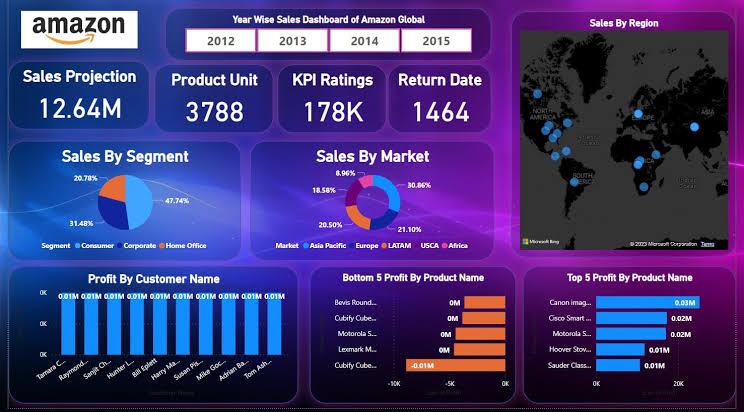 amazon
Year Wise Sales Dashboard of Amazon Global
2012 2013 2014 2015
Sales Projection
12.64M
Product Unit
3788
KPI Ratings
178K
Return Date
1464
Sales By Segment
20.78%
47.74%
31.48%
Segment Consumer Corporate Home Office
Sales By Market
8.96%
30.86%
18.58%
20.50%
21.10%
Market Asia Pacific Europe LATAM USCA Africa
Sales By Region
NORTH
AMERICA
EUROPE
ASIA
SOUTH
Microsoft Bing
© 2023 Microsoft Corporation Terms
Profit By Customer Name
0K
0K
0K
0.01M 0.01M 0.01M 0.01M 0.01M 0.01M 0.01M 0.01M 0.01M 0.01M
Tamara C...
Raymond...
Sanjit Ch...
Hunter L...
Bill Eplett
Harry Ma...
Susan Pis...
Mike Goc...
Adrian Ba...
Tom Ash...
Bottom 5 Profit By Product Name
Bevis Round... 0M
Cubify Cube... 0M
Motorola S... 0M
Lexmark M... 0M
Cubify Cube... -0.01M
-10K -5K 0K
Top 5 Profit By Product Name
Canon imag... 0.03M
Cisco Smart ... 0.02M
Motorola S... 0.02M
Hoover Stov... 0.01M
Sauder Class... 0.01M
0K 20K